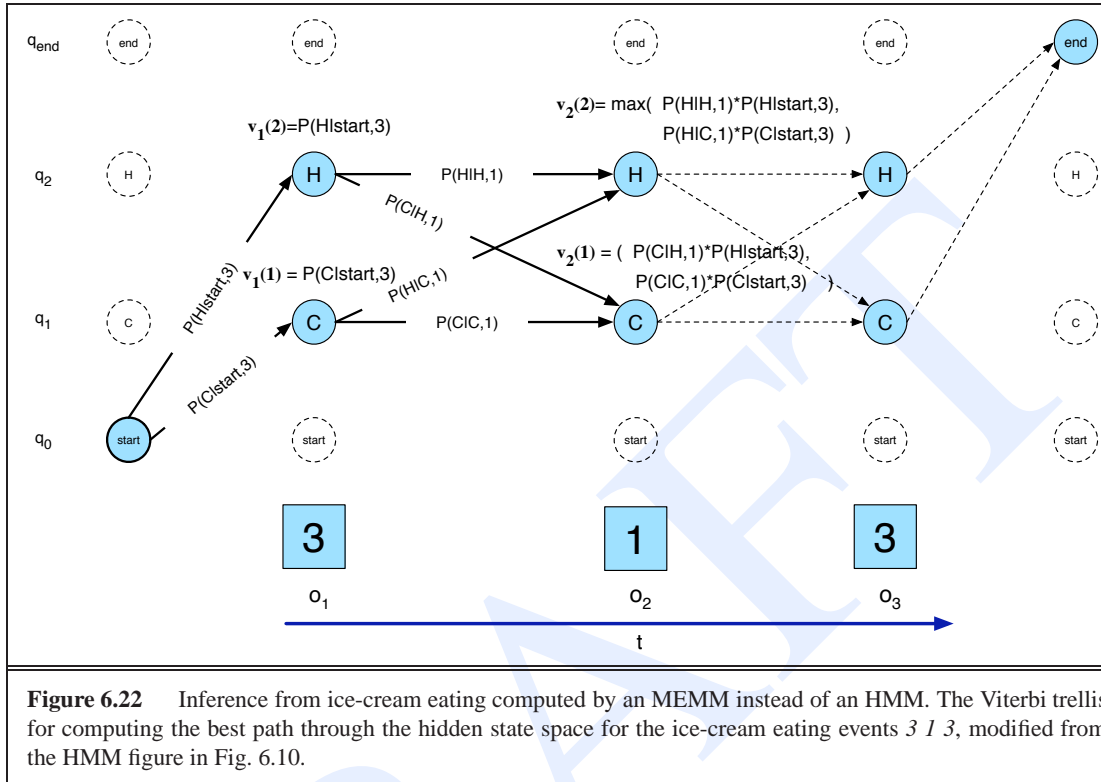 q_end end end end end end
v_2(2)= max( P(H|H,1)*P(H|start,3),
v_1(2)=P(H|start,3)
P(H|C,1)*P(C|start,3) )
q_2 H H P(H|H,1) H H H
P(C|H,1)
v_2(1) = ( P(C|H,1)*P(H|start,3),
v_1(1) = P(C|start,3)
P(H|C,1)
P(C|C,1)*P(C|start,3) )
P(H|start,3)
q_1 C C P(C|C,1) C C C
P(C|start,3)
q_0 start start start start start
3 1 3
o_1 o_2 o_3
t
Figure 6.22 Inference from ice-cream eating computed by an MEMM instead of an HMM. The Viterbi trellis
for computing the best path through the hidden state space for the ice-cream eating events 3 1 3, modified from
the HMM figure in Fig. 6.10.
DRAFT